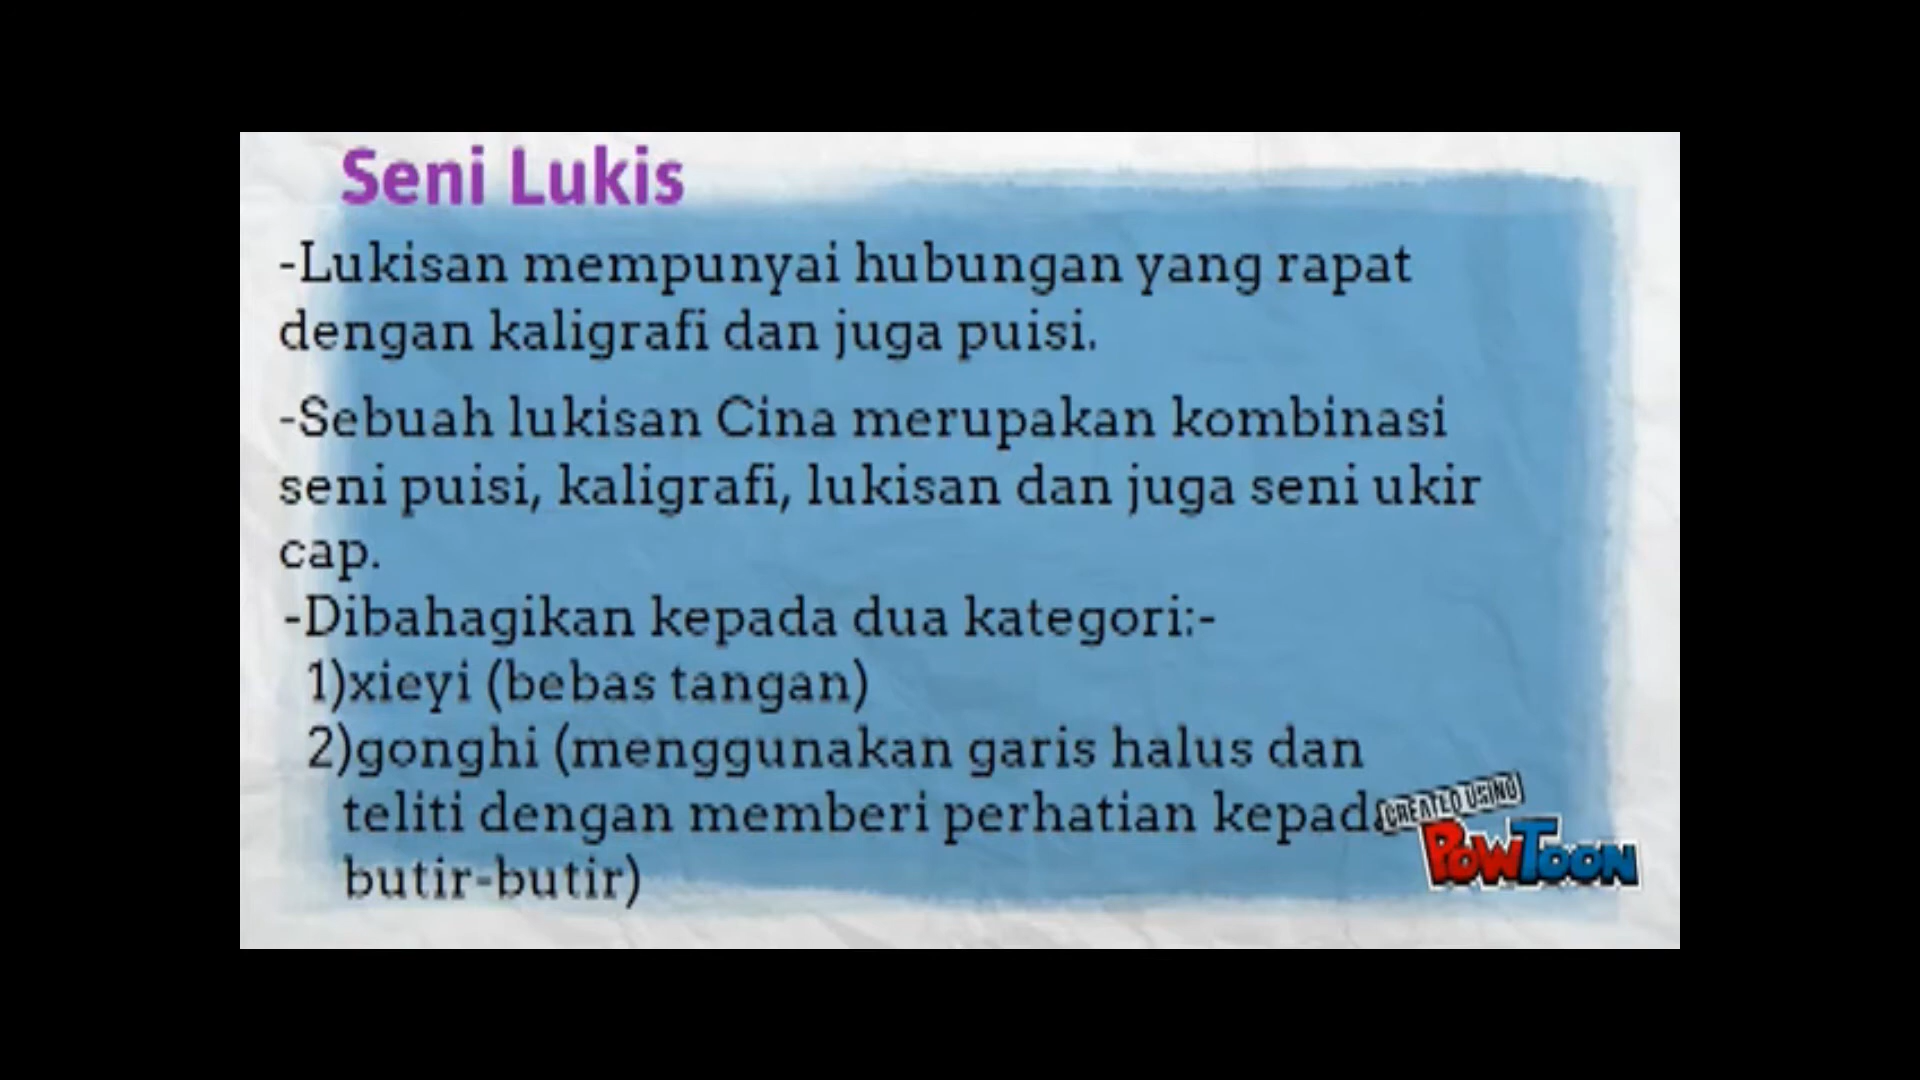 Seni Lukis
-Lukisan mempunyai hubungan yang rapat
dengan kaligrafi dan juga puisi.
-Sebuah lukisan Cina merupakan kombinasi
seni puisi, kaligrafi, lukisan dan juga seni ukir
cap.
-Dibahagikan kepada dua kategori:-
1)xieyi (bebas tangan)
2)gonghi (menggunakan garis halus dan
teliti dengan memberi perhatian kepada
butir-butir)
CREATED USING
POWTOON